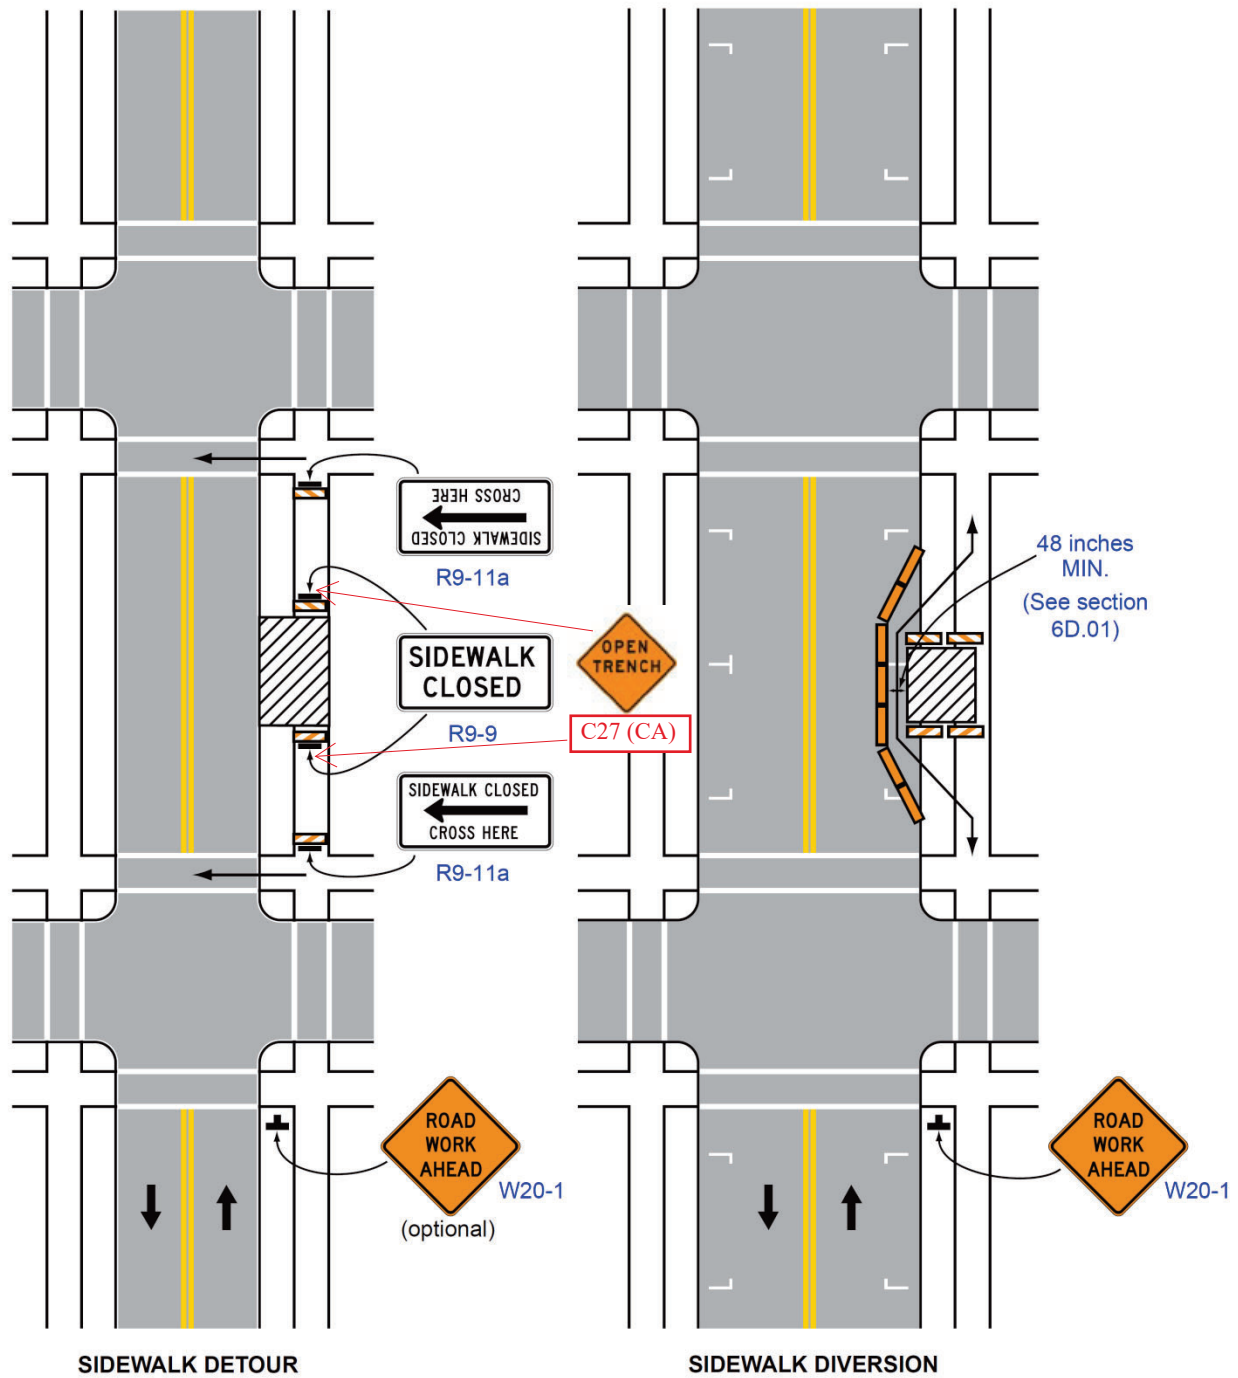 CROSS HERE
SIDEWALK CLOSED
R9-11a
48 inches
MIN.
(See section
6D.01)
SIDEWALK
CLOSED
R9-9
OPEN
TRENCH
C27 (CA)
SIDEWALK CLOSED
CROSS HERE
R9-11a
ROAD
WORK
AHEAD
W20-1
(optional)
ROAD
WORK
AHEAD
W20-1
SIDEWALK DETOUR
SIDEWALK DIVERSION